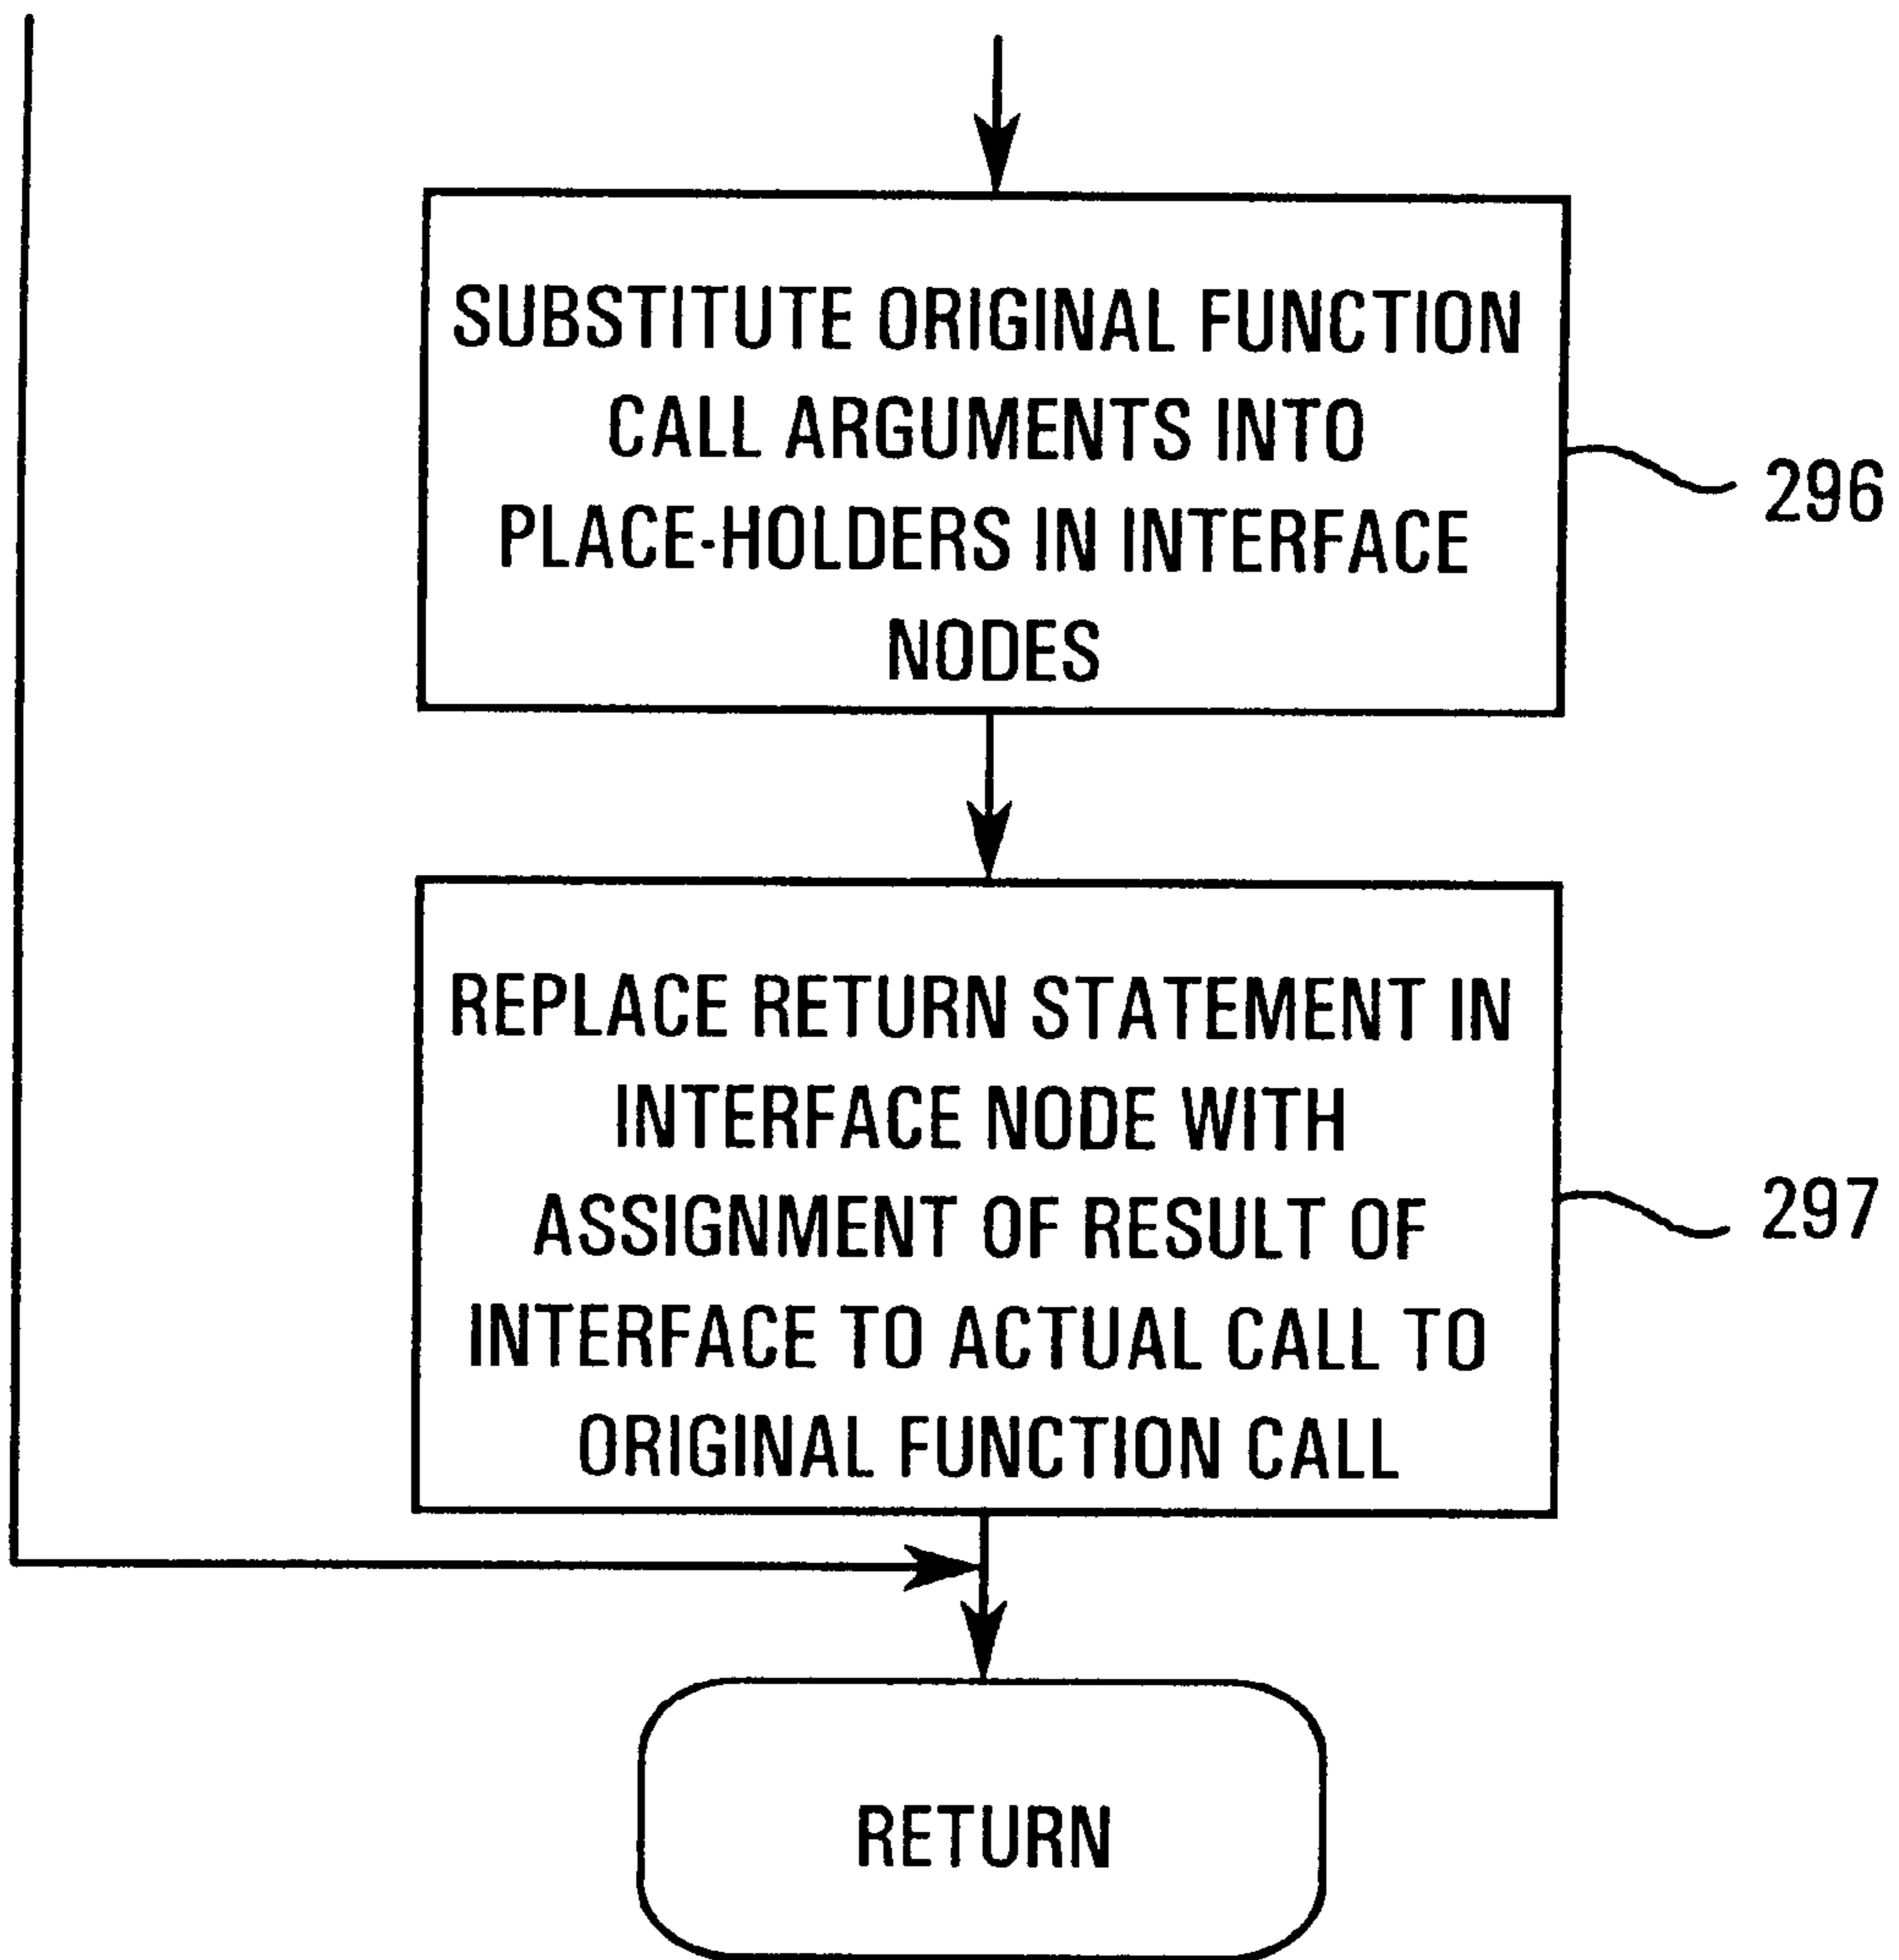 SUBSTITUTE ORIGINAL FUNCTION
CALL ARGUMENTS INTO
PLACE-HOLDERS IN INTERFACE
NODES
296
REPLACE RETURN STATEMENT IN
INTERFACE NODE WITH
ASSIGNMENT OF RESULT OF
INTERFACE TO ACTUAL CALL TO
ORIGINAL FUNCTION CALL
297
RETURN